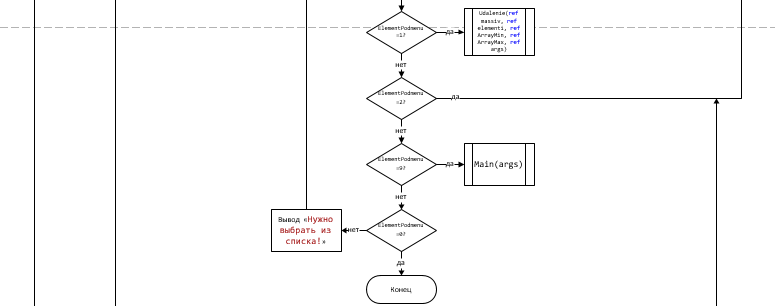 ElementPodmenu
=1?
да
Udalenie(ref
massiv, ref
elementi, ref
ArrayMin, ref
ArrayMax, ref
args)
нет
ElementPodmenu
=2?
да
нет
ElementPodmenu
=9?
да
Main(args)
нет
Вывод «Нужно
выбрать из
списка!»
нет
ElementPodmenu
=0?
да
Конец